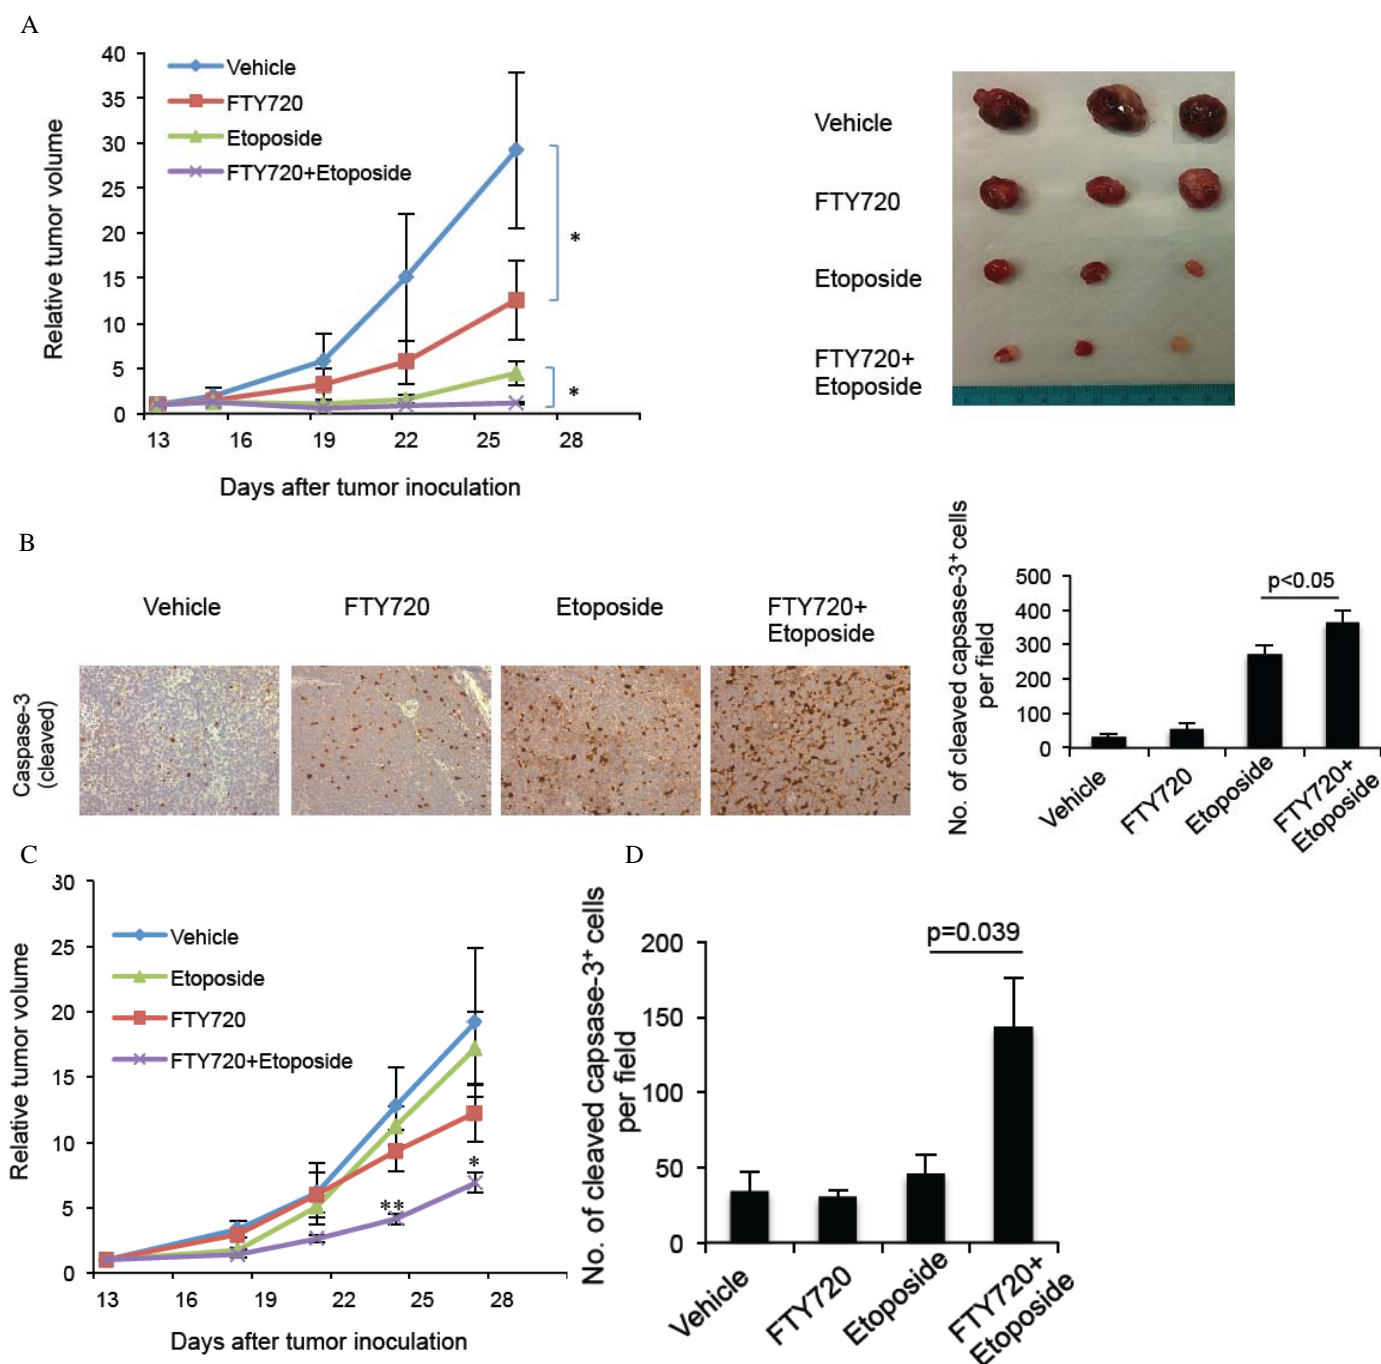 A
40
35
30
25
20
15
10
5
0
Relative tumor volume
Vehicle
FTY720
Etoposide
FTY720+Etoposide
*
*
13 16 19 22 25 28
Days after tumor inoculation
Vehicle
FTY720
Etoposide
FTY720+
Etoposide
B
Vehicle
FTY720
Etoposide
FTY720+
Etoposide
Caspase-3
(cleaved)
No. of cleaved capsase-3+ cells
per field
500
400
300
200
100
0
p<0.05
Vehicle
FTY720
Etoposide
FTY720+
Etoposide
C
30
25
20
15
10
5
0
Relative tumor volume
Vehicle
Etoposide
FTY720
FTY720+Etoposide
**
*
13 16 19 22 25 28
Days after tumor inoculation
D
No. of cleaved capsase-3+ cells
per field
200
150
100
50
0
p=0.039
Vehicle
FTY720
Etoposide
FTY720+
Etoposide